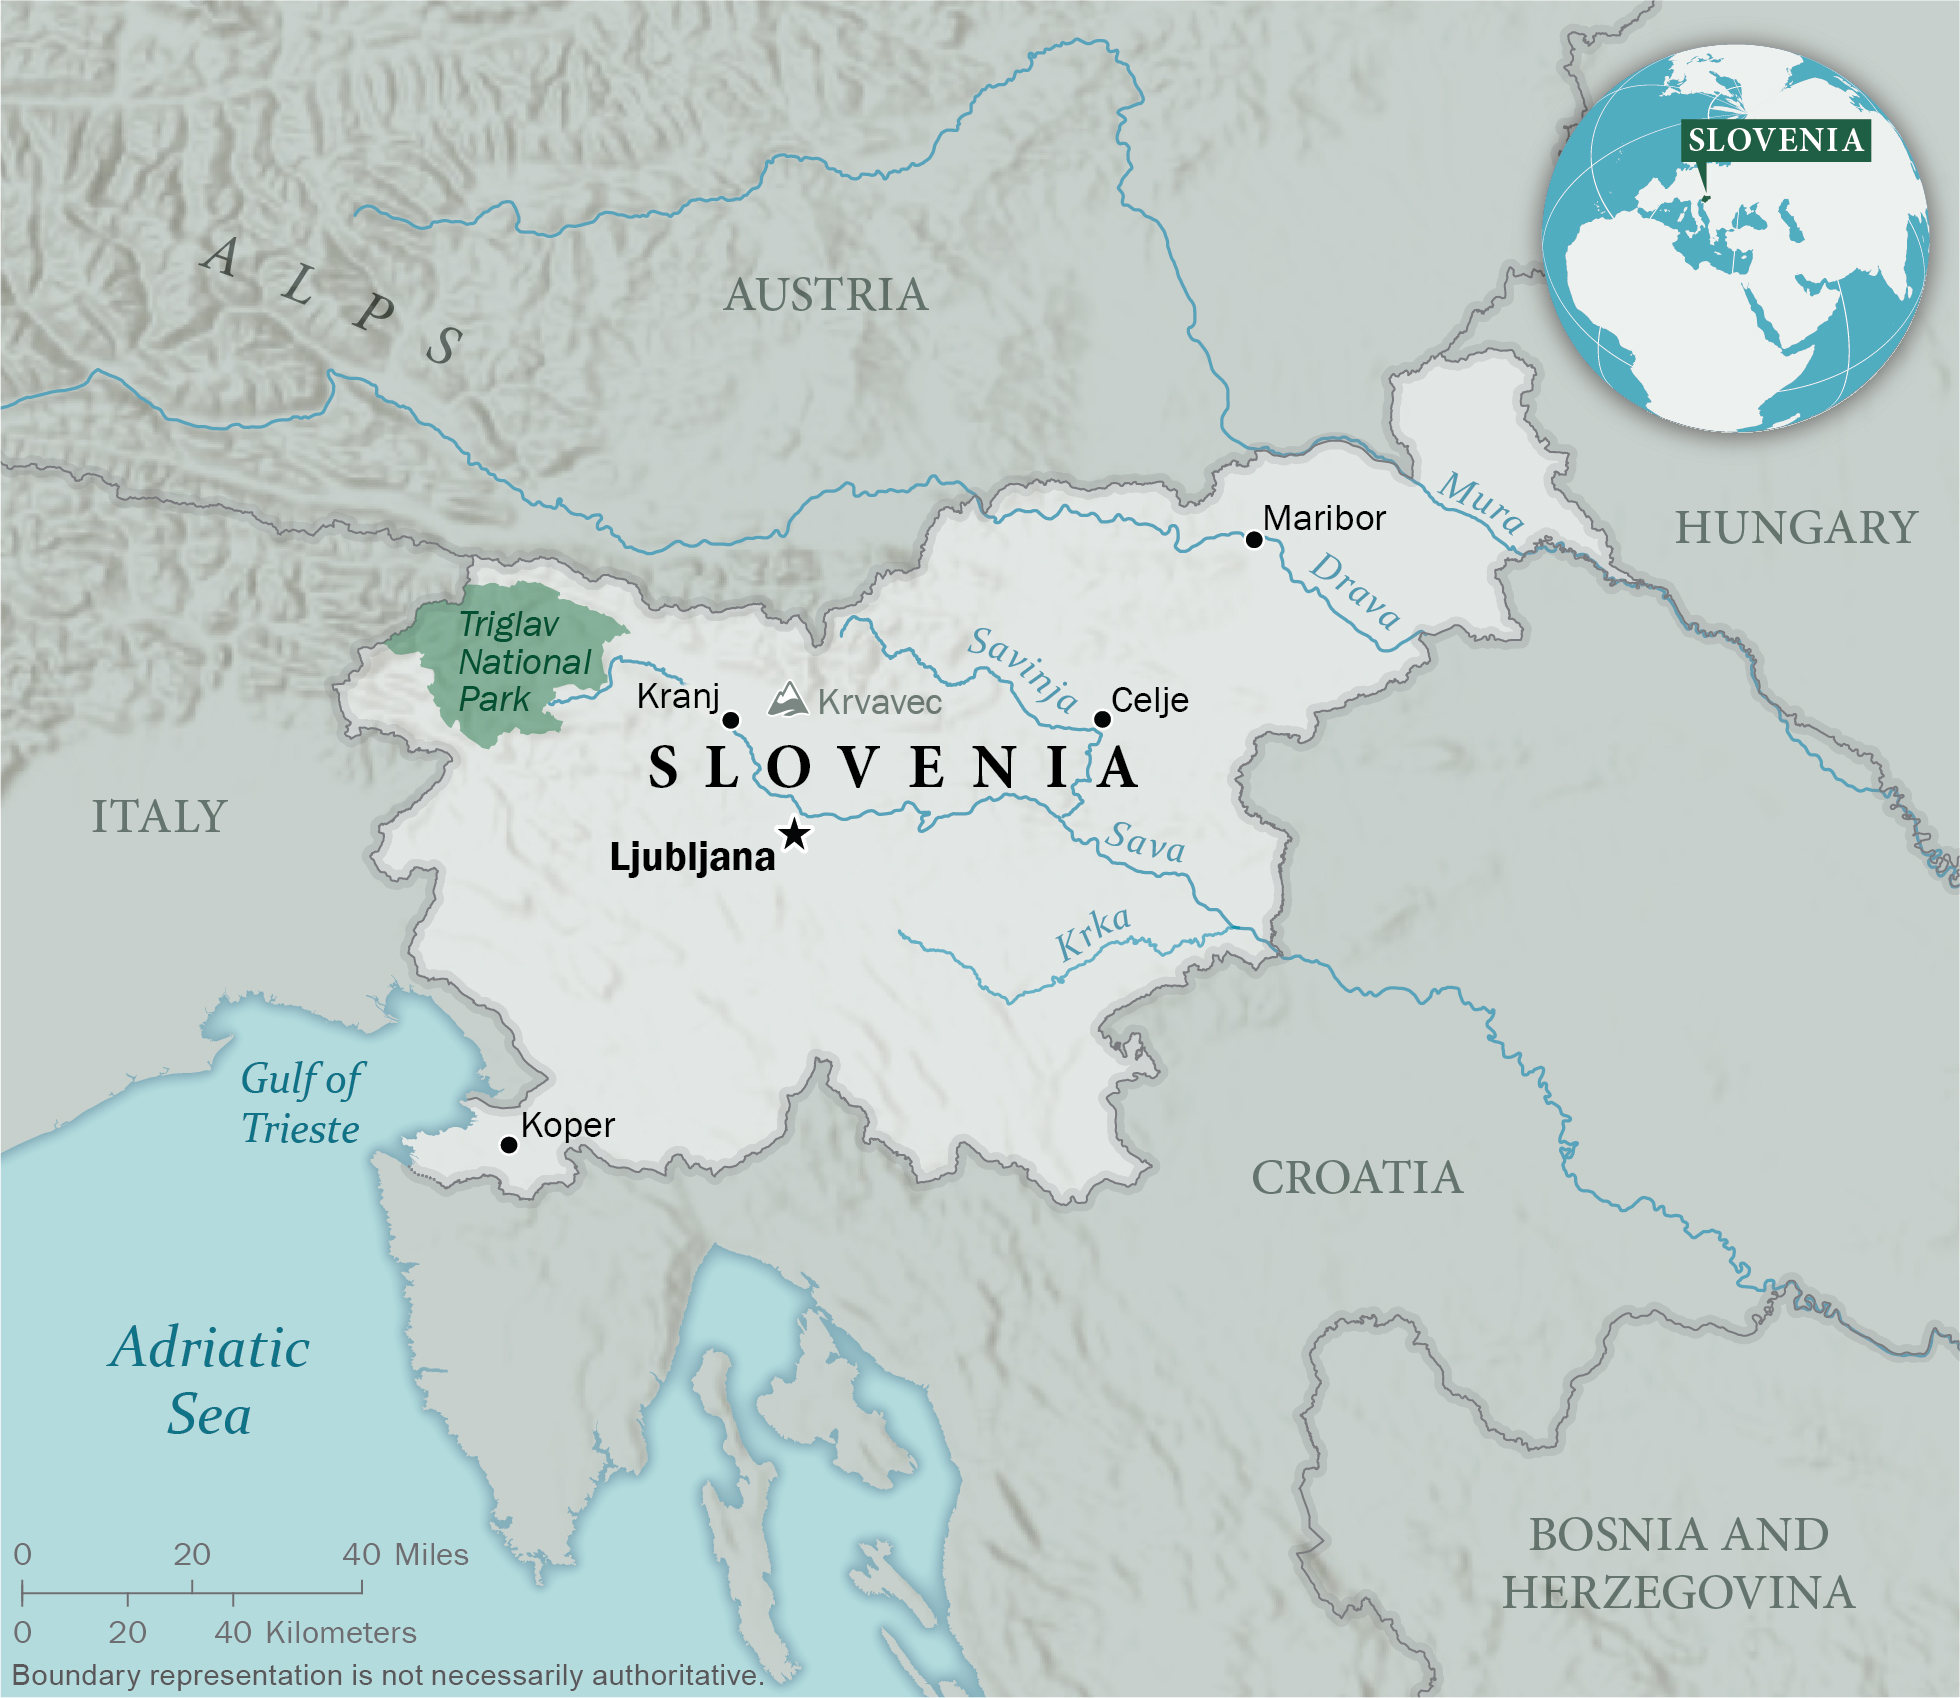 SLOVENIA
ALPS
AUSTRIA
Mura
Maribor
HUNGARY
Drava
Triglav
National
Park
Savinja
Kranj
Krvavec
Celje
SLOVENIA
ITALY
Ljubljana
Sava
Krka
Gulf of
Trieste
Koper
CROATIA
Adriatic
Sea
BOSNIA AND
HERZEGOVINA
0 20 40 Miles
0 20 40 Kilometers
Boundary representation is not necessarily authoritative.